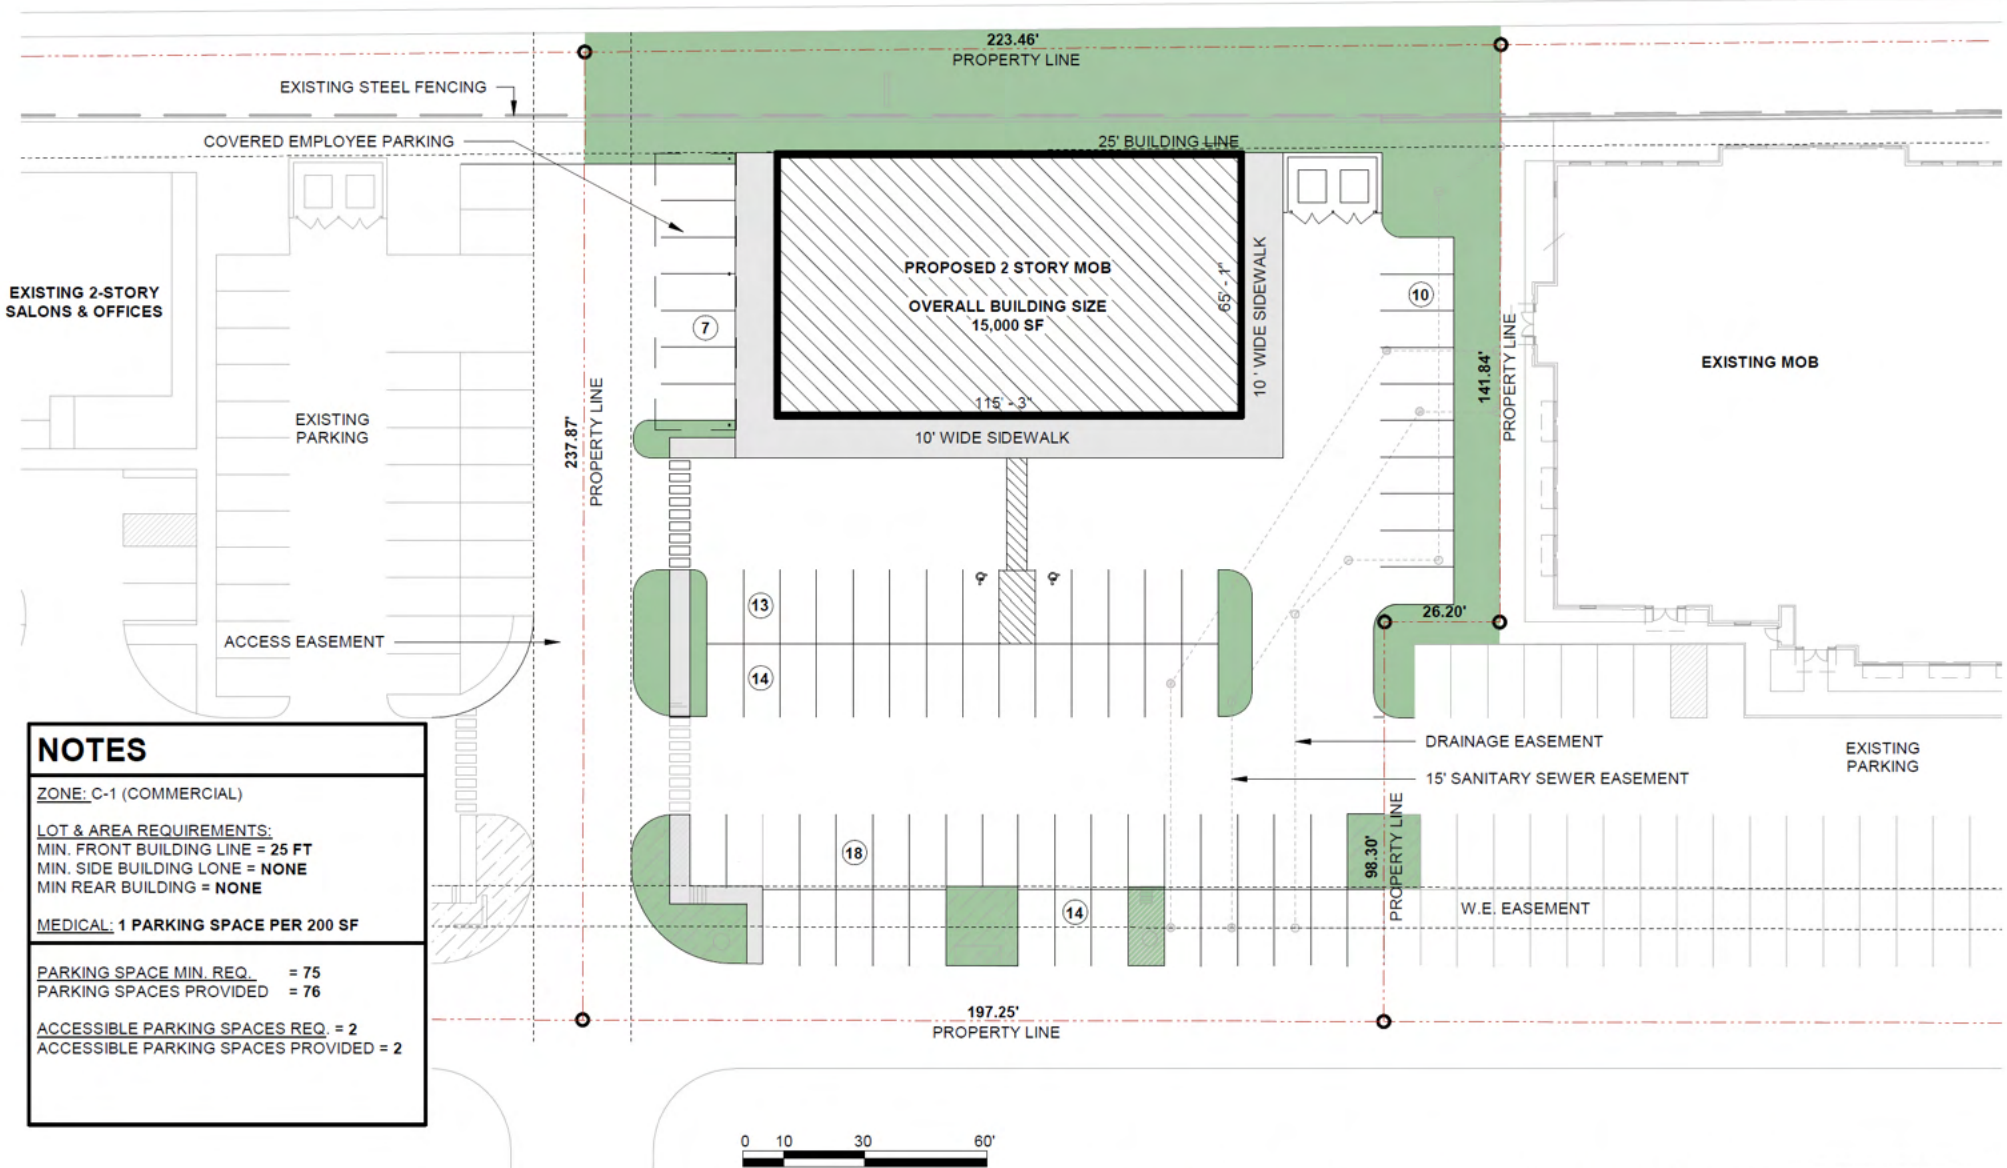 223.46'
PROPERTY LINE
EXISTING STEEL FENCING
COVERED EMPLOYEE PARKING
25' BUILDING LINE
PROPOSED 2 STORY MOB
OVERALL BUILDING SIZE
15,000 SF
65' - 1"
115' - 3"
10 ' WIDE SIDEWALK
10' WIDE SIDEWALK
EXISTING 2-STORY
SALONS & OFFICES
EXISTING
PARKING
7
10
237.87'
PROPERTY LINE
141.84'
PROPERTY LINE
EXISTING MOB
13
14
26.20'
ACCESS EASEMENT
DRAINAGE EASEMENT
15' SANITARY SEWER EASEMENT
EXISTING
PARKING
18
14
98.30'
PROPERTY LINE
W.E. EASEMENT
197.25'
PROPERTY LINE
NOTES
ZONE: C-1 (COMMERCIAL)
LOT & AREA REQUIREMENTS:
MIN. FRONT BUILDING LINE = 25 FT
MIN. SIDE BUILDING LONE = NONE
MIN REAR BUILDING = NONE
MEDICAL: 1 PARKING SPACE PER 200 SF
PARKING SPACE MIN. REQ. = 75
PARKING SPACES PROVIDED = 76
ACCESSIBLE PARKING SPACES REQ. = 2
ACCESSIBLE PARKING SPACES PROVIDED = 2
0 10 30 60'